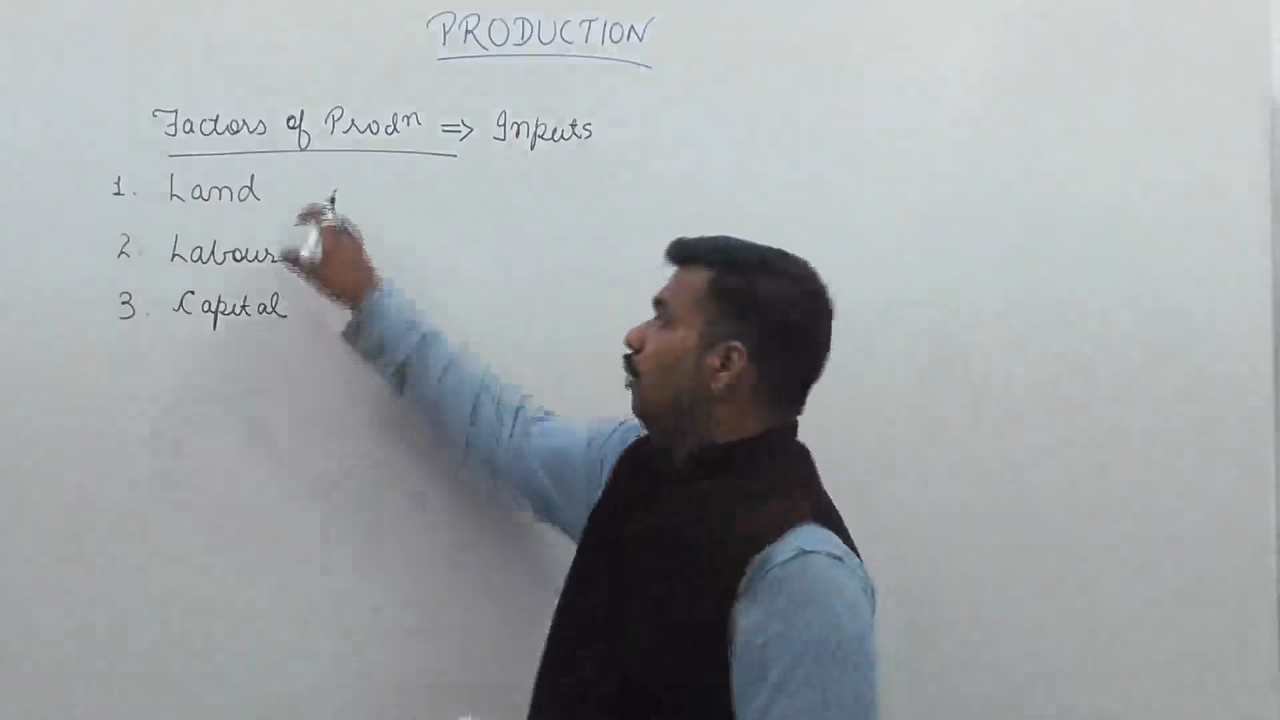 PRODUCTION
Factors of Prodn => Inputs
1. Land
2. Labour
3. Capital